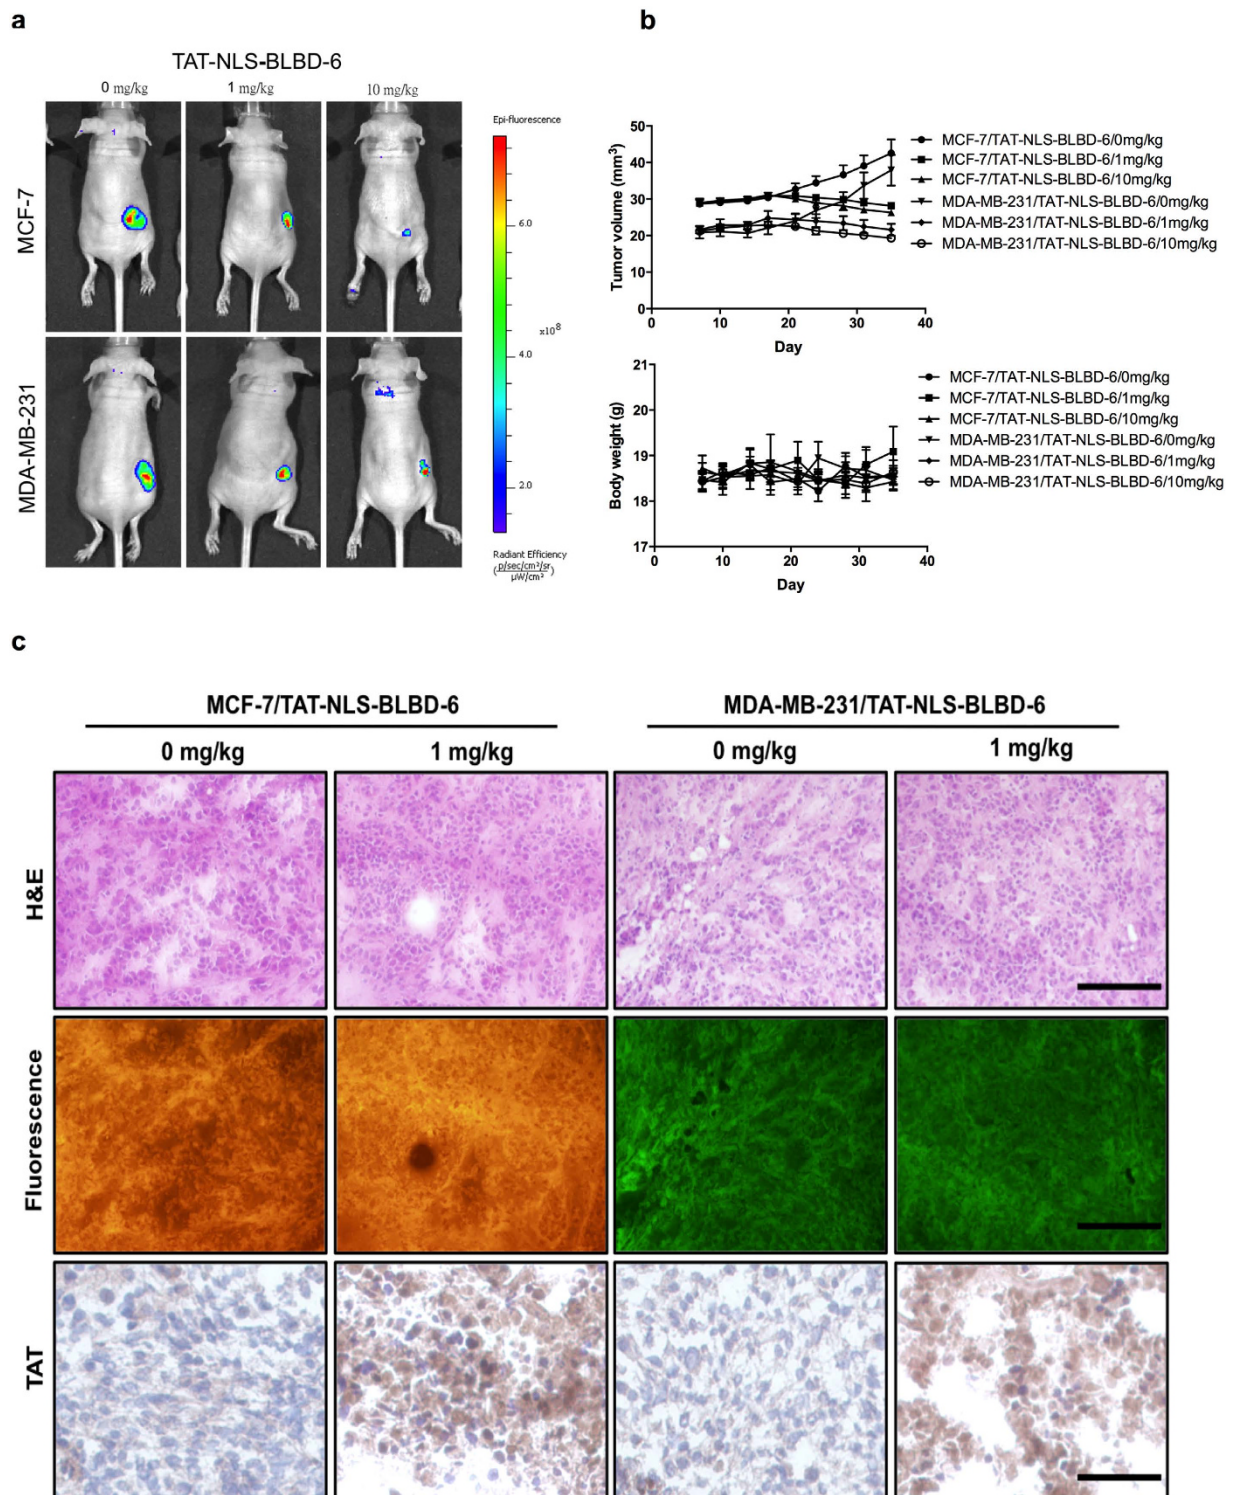 a
TAT-NLS-BLBD-6
0 mg/kg
1 mg/kg
10 mg/kg
MCF-7
MDA-MB-231
Epi-fluorescence
6.0
x10^8
4.0
2.0
Radiant Efficiency
(p/sec/cm²/sr
µW/cm²)
b
Tumor volume (mm³)
50
40
30
20
10
0
0 10 20 30 40
Day
MCF-7/TAT-NLS-BLBD-6/0mg/kg
MCF-7/TAT-NLS-BLBD-6/1mg/kg
MCF-7/TAT-NLS-BLBD-6/10mg/kg
MDA-MB-231/TAT-NLS-BLBD-6/0mg/kg
MDA-MB-231/TAT-NLS-BLBD-6/1mg/kg
MDA-MB-231/TAT-NLS-BLBD-6/10mg/kg
Body weight (g)
21
20
19
18
17
0 10 20 30 40
Day
MCF-7/TAT-NLS-BLBD-6/0mg/kg
MCF-7/TAT-NLS-BLBD-6/1mg/kg
MCF-7/TAT-NLS-BLBD-6/10mg/kg
MDA-MB-231/TAT-NLS-BLBD-6/0mg/kg
MDA-MB-231/TAT-NLS-BLBD-6/1mg/kg
MDA-MB-231/TAT-NLS-BLBD-6/10mg/kg
c
MCF-7/TAT-NLS-BLBD-6
MDA-MB-231/TAT-NLS-BLBD-6
0 mg/kg
1 mg/kg
0 mg/kg
1 mg/kg
H&E
Fluorescence
TAT